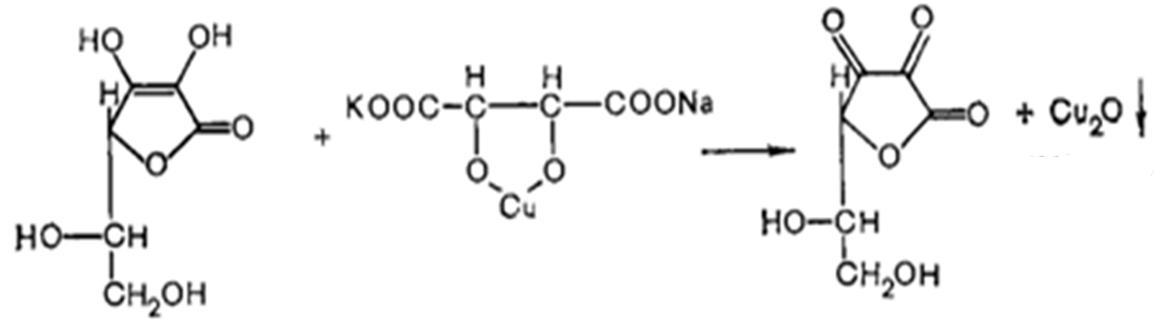 HO OH
H
O
O
HO CH
CH₂OH
+
H H
KOOC C C COONa
O O
Cu
O O
H
O
O
HO CH
CH₂OH
+ Cu₂O ↓